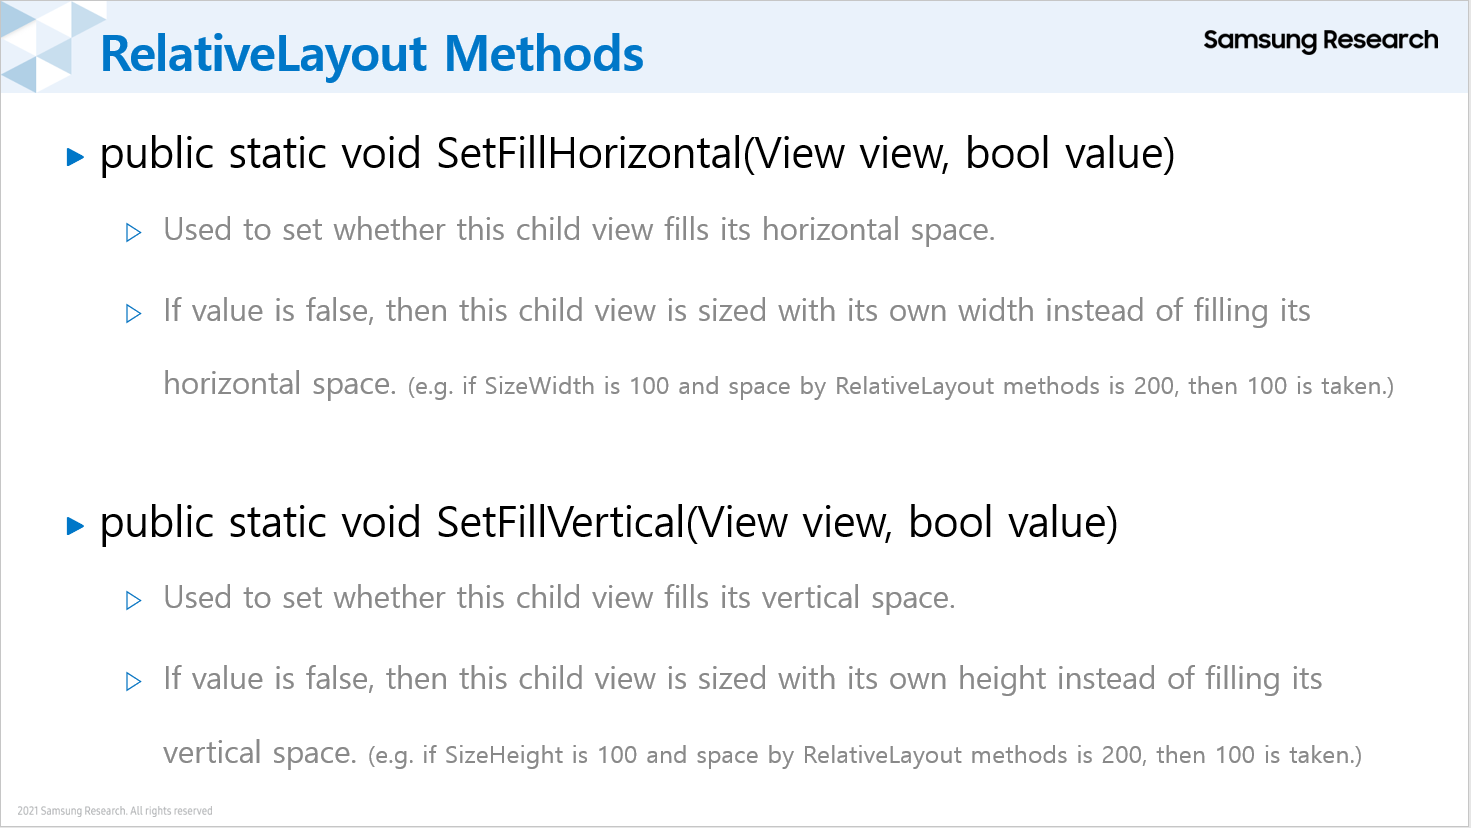 RelativeLayout Methods
Samsung Research
public static void SetFillHorizontal(View view, bool value)
Used to set whether this child view fills its horizontal space.
If value is false, then this child view is sized with its own width instead of filling its
horizontal space. (e.g. if SizeWidth is 100 and space by RelativeLayout methods is 200, then 100 is taken.)
public static void SetFillVertical(View view, bool value)
Used to set whether this child view fills its vertical space.
If value is false, then this child view is sized with its own height instead of filling its
vertical space. (e.g. if SizeHeight is 100 and space by RelativeLayout methods is 200, then 100 is taken.)
2021 Samsung Research. All rights reserved